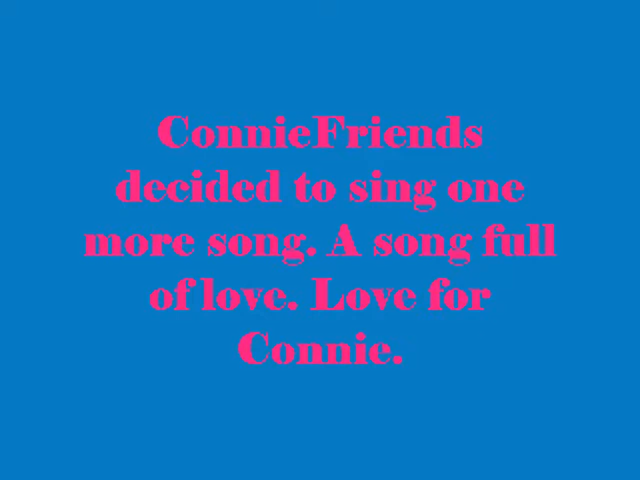 ConnieFriends
decided to sing one
more song. A song full
of love. Love for
Connie.